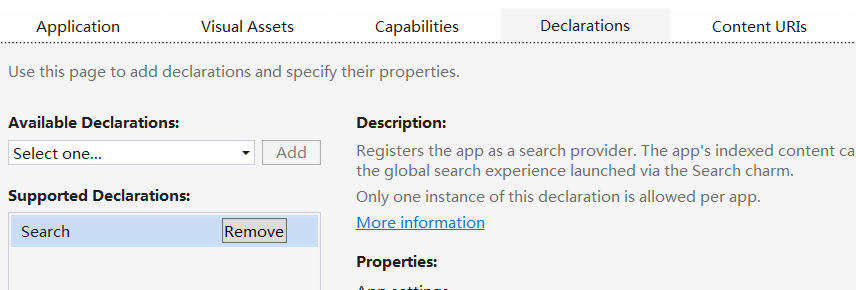 Application Visual Assets Capabilities Declarations Content URIs
Use this page to add declarations and specify their properties.
Available Declarations:
Select one... Add
Supported Declarations:
Search Remove
Description:
Registers the app as a search provider. The app's indexed content ca
the global search experience launched via the Search charm.
Only one instance of this declaration is allowed per app.
More information
Properties:
App settings